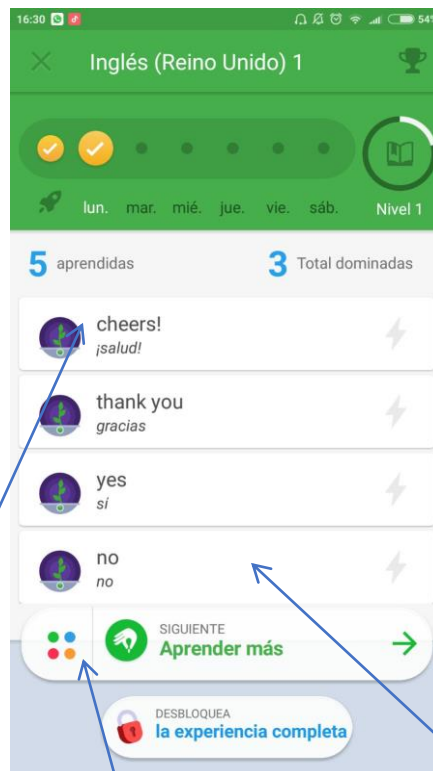 16:30 54%
Inglés (Reino Unido) 1
lun. mar. mié. jue. vie. sáb. Nivel 1
5 aprendidas 3 Total dominadas
cheers!
¡salud!
thank you
gracias
yes
sí
no
no
SIGUIENTE
Aprender más
DESBLOQUEA
la experiencia completa